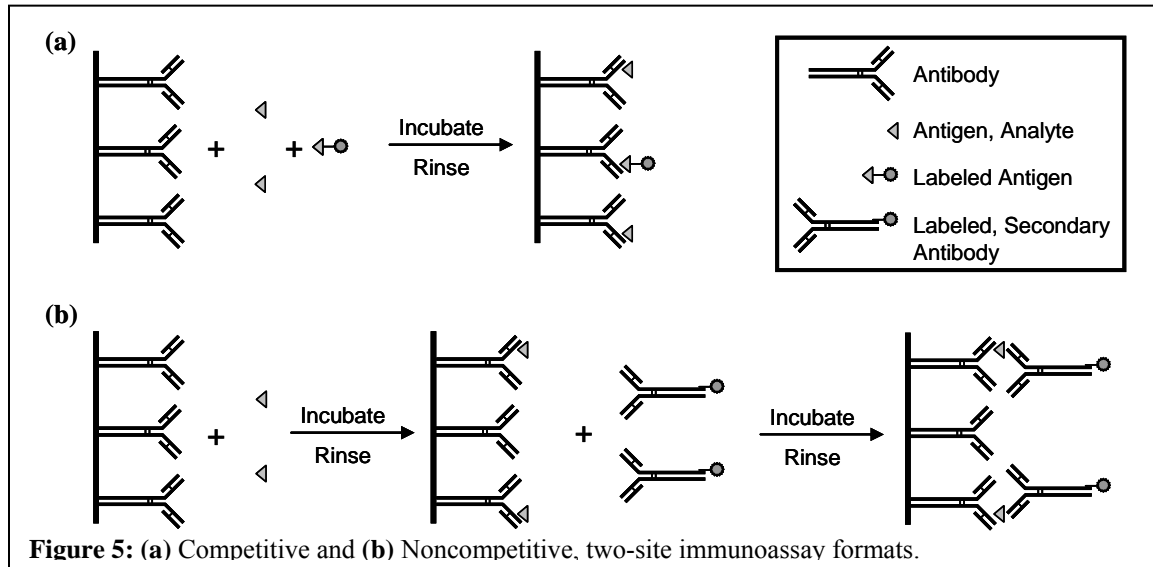 (a)
+
+
Incubate
Rinse
Antibody
Antigen, Analyte
Labeled Antigen
Labeled, Secondary
Antibody
(b)
+
Incubate
Rinse
+
Incubate
Rinse
Figure 5: (a) Competitive and (b) Noncompetitive, two-site immunoassay formats.